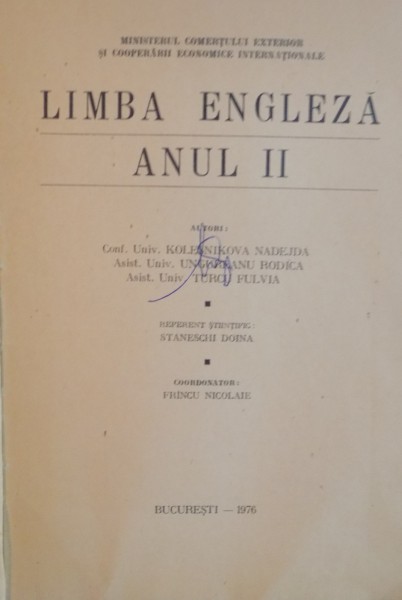 MINISTERUL COMERȚULUI EXTERIOR
ȘI COOPERĂRII ECONOMICE INTERNAȚIONALE
LIMBA ENGLEZĂ
ANUL II
AUTORI:
Conf. Univ. KOLESNIKOVA NADEJDA
Asist. Univ. RODICA
Asist. Univ. TURCU FULVIA
REFERENT ȘTIINȚIFIC:
STANESCHI DOINA
COORDONATOR:
FRÎNCU NICOLAIE
BUCUREȘTI — 1976